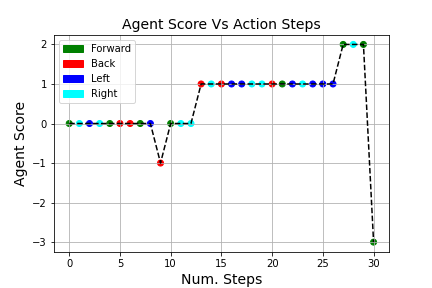 Agent Score Vs Action Steps
Forward
Back
Left
Right
2
1
0
−1
−2
−3
Agent Score
0 5 10 15 20 25 30
Num. Steps